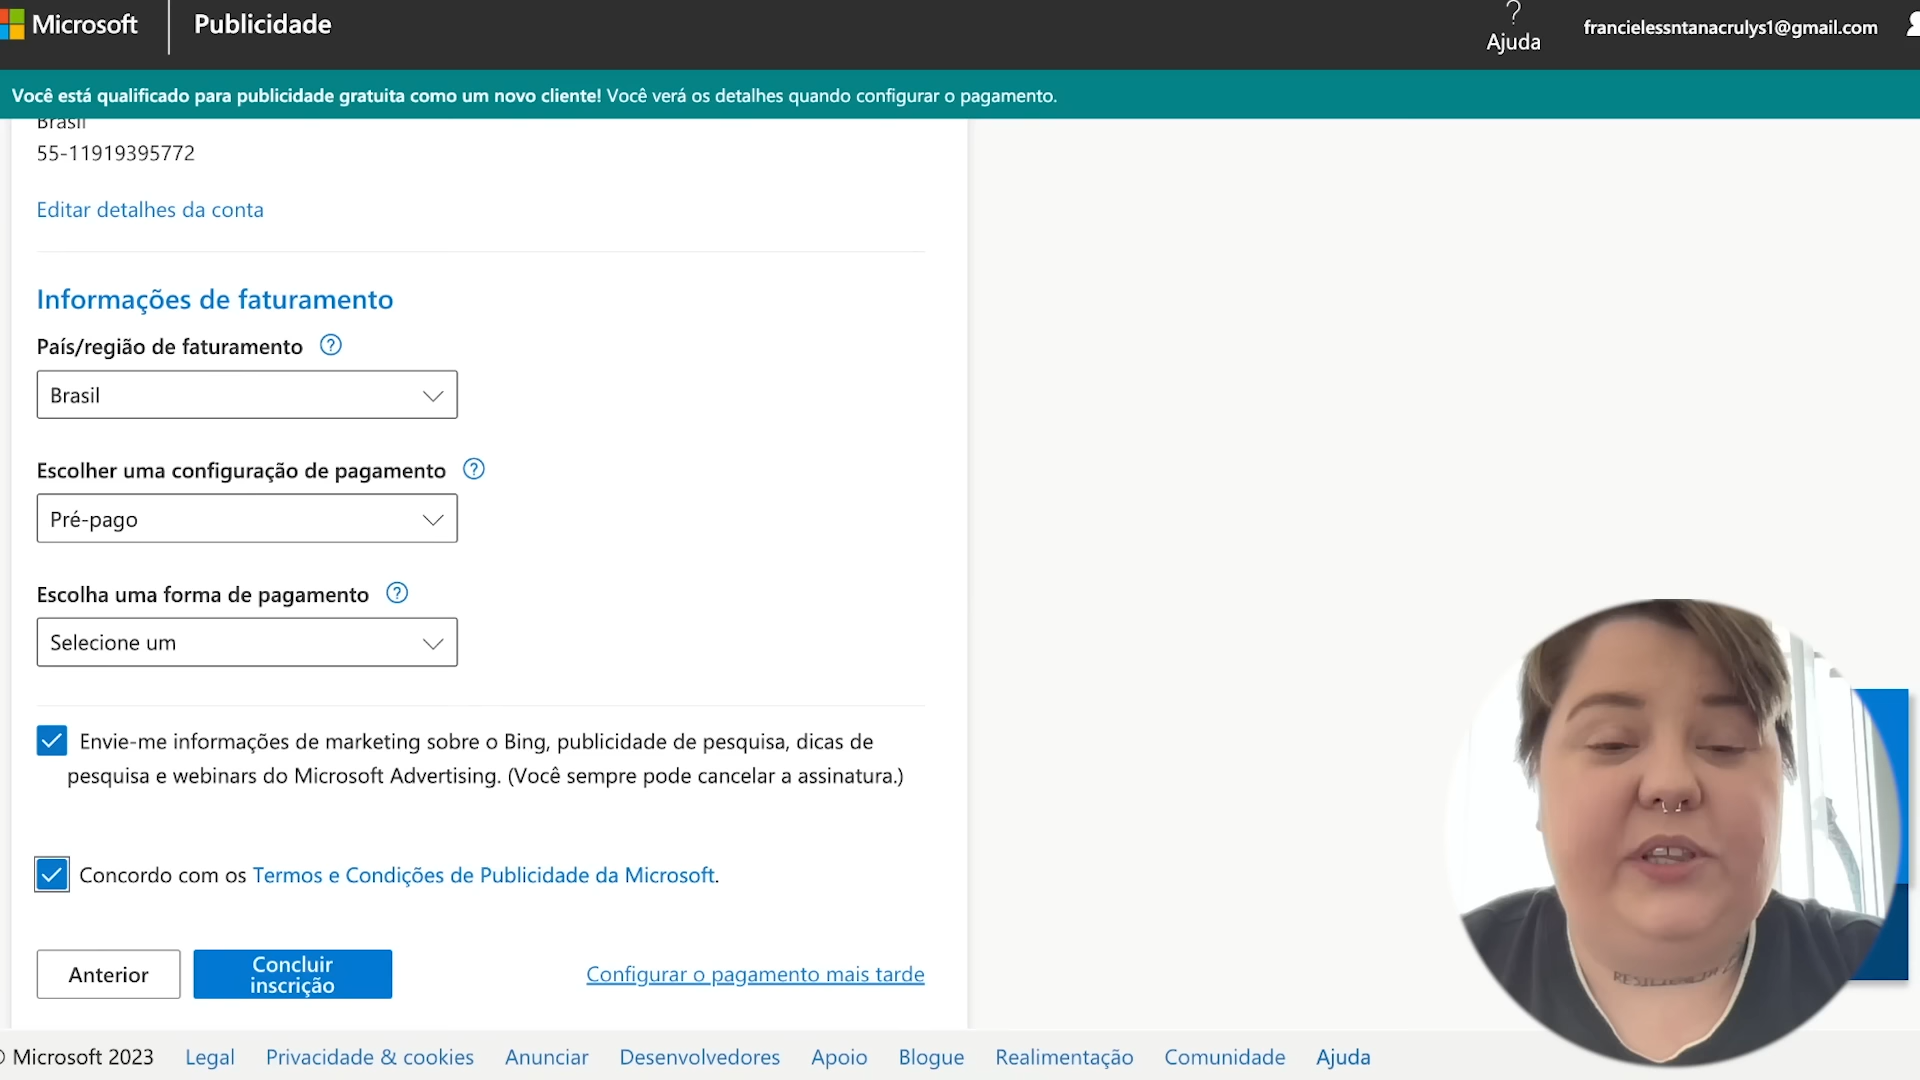 Microsoft
Publicidade
?
Ajuda
francielessntanacrulys1@gmail.com
Você está qualificado para publicidade gratuita como um novo cliente! Você verá os detalhes quando configurar o pagamento.
Brasil
55-11919395772
Editar detalhes da conta
Informações de faturamento
País/região de faturamento ?
Brasil
Escolher uma configuração de pagamento ?
Pré-pago
Escolha uma forma de pagamento ?
Selecione um
Envie-me informações de marketing sobre o Bing, publicidade de pesquisa, dicas de
pesquisa e webinars do Microsoft Advertising. (Você sempre pode cancelar a assinatura.)
Concordo com os Termos e Condições de Publicidade da Microsoft.
Anterior
Concluir
inscrição
Configurar o pagamento mais tarde
© Microsoft 2023 Legal Privacidade & cookies Anunciar Desenvolvedores Apoio Blogue Realimentação Comunidade Ajuda